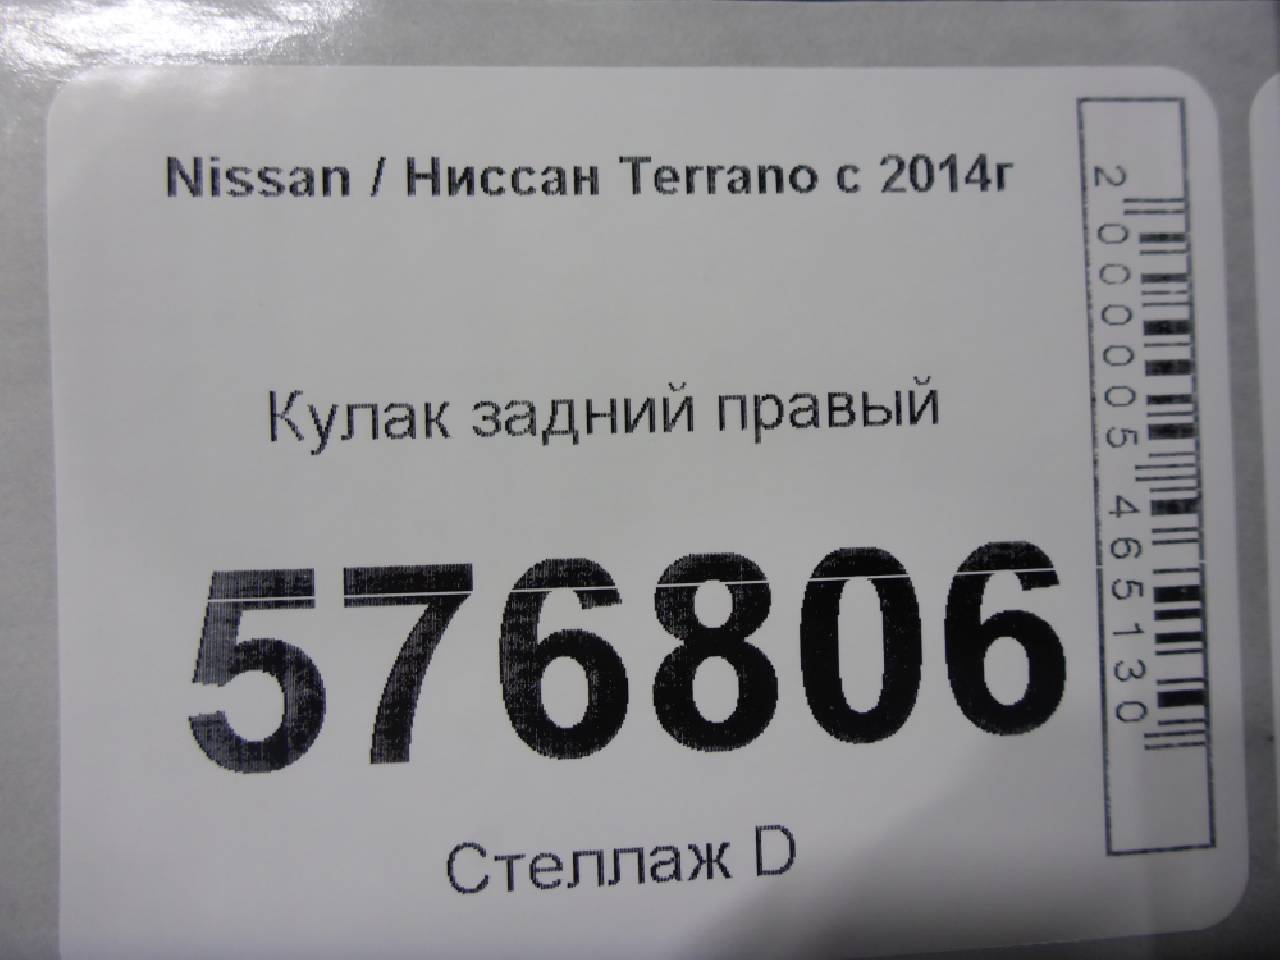 Nissan / Ниссан Terrano с 2014г
Кулак задний правый
576806
Стеллаж D
2000005465130